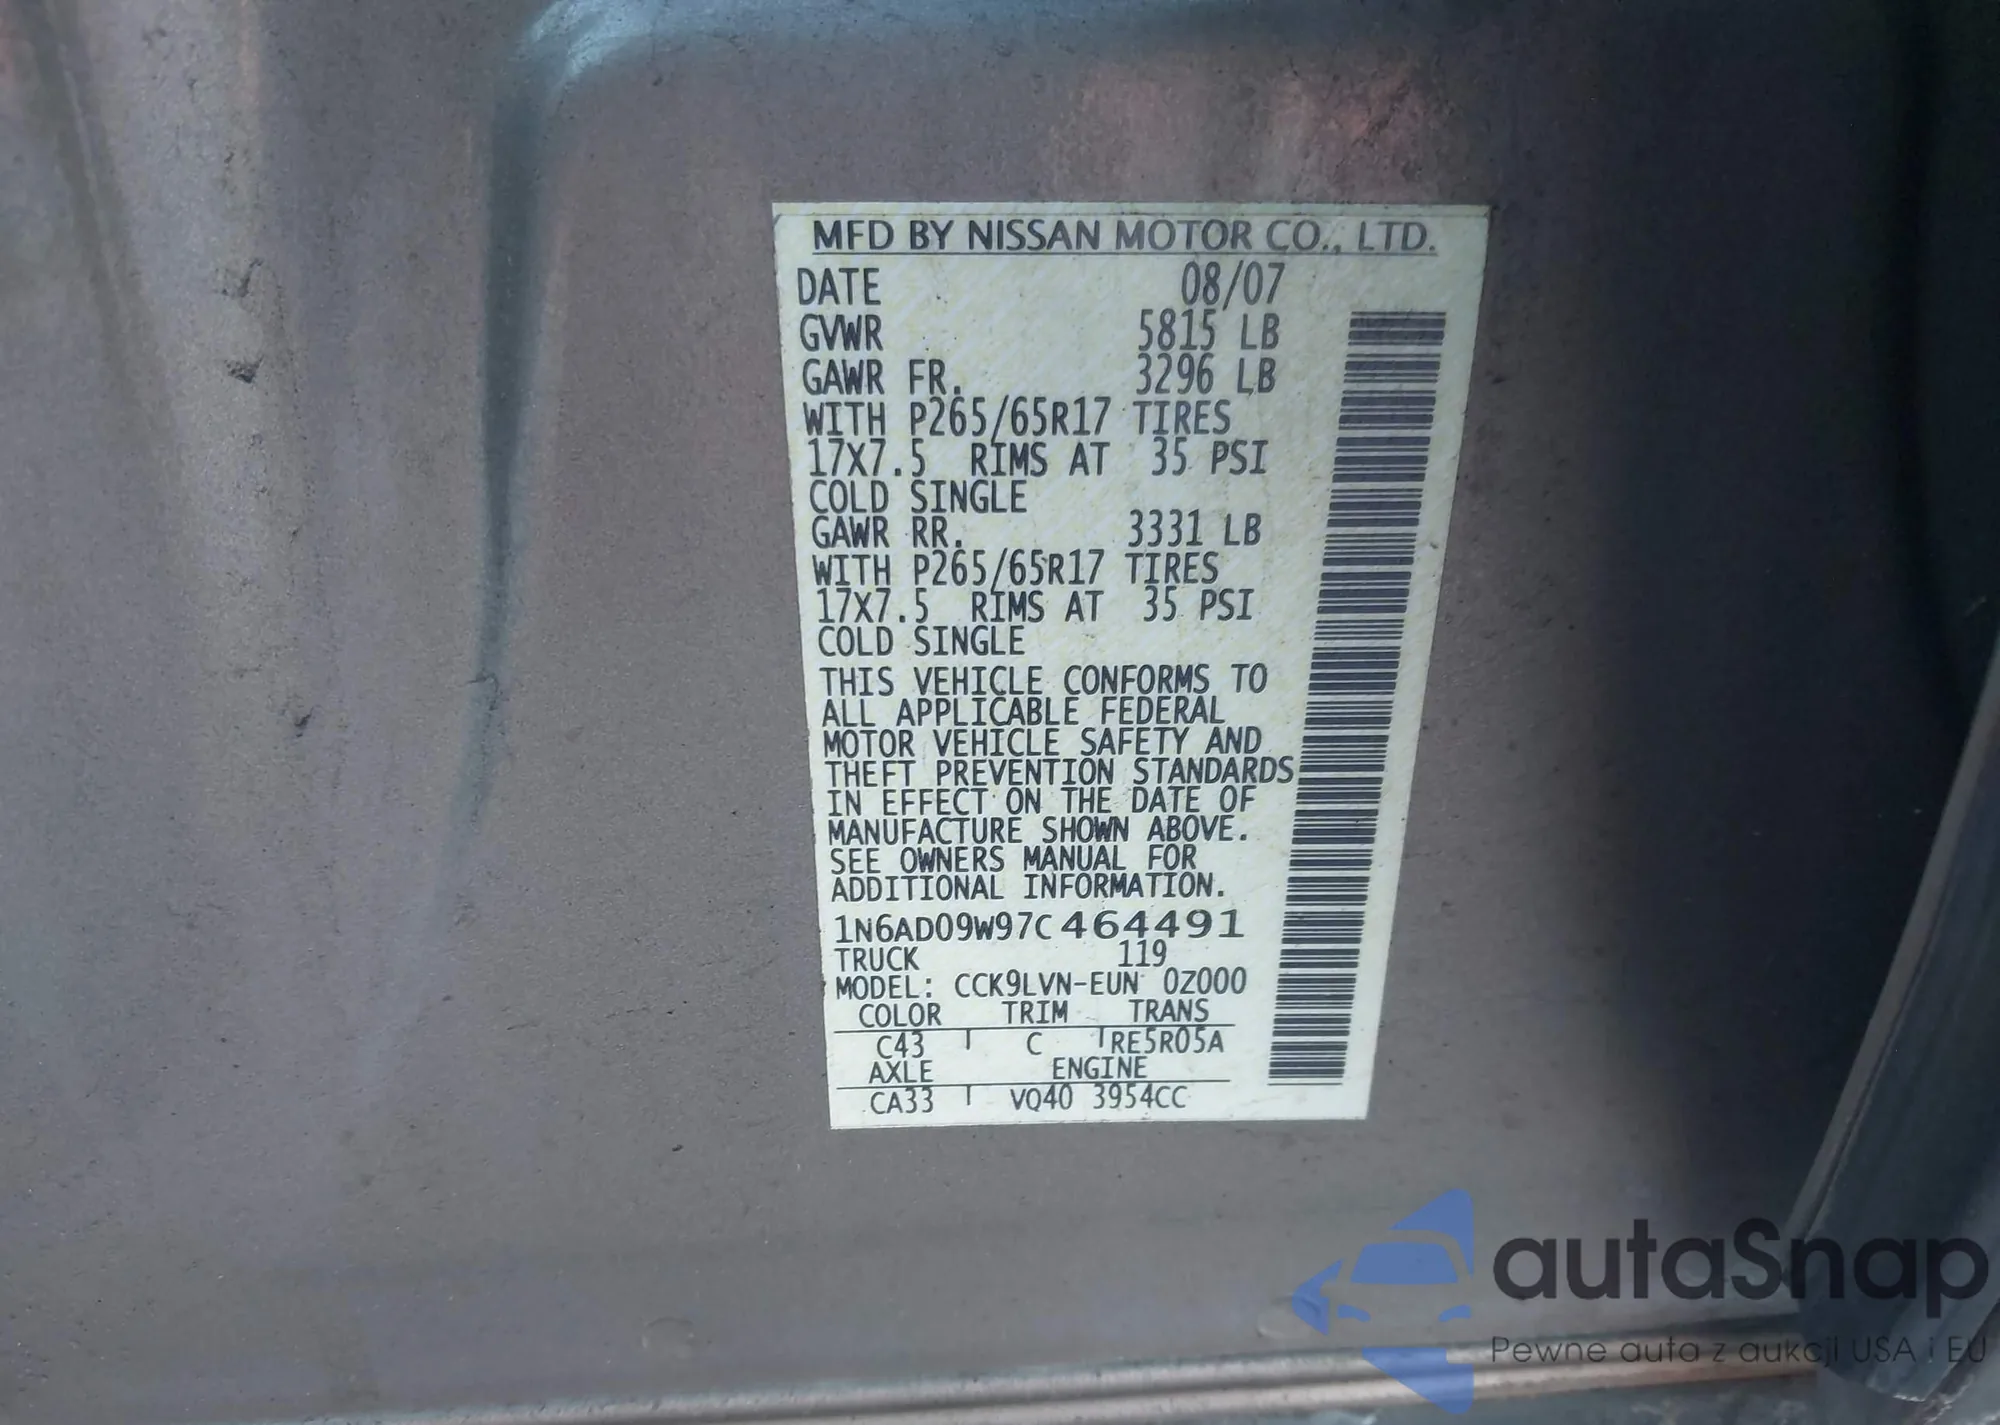 MFD BY NISSAN MOTOR CO., LTD.
DATE 08/07
GVWR 5815 LB
GAWR FR. 3296 LB
WITH P265/65R17 TIRES
17X7.5 RIMS AT 35 PSI
COLD SINGLE
GAWR RR. 3331 LB
WITH P265/65R17 TIRES
17X7.5 RIMS AT 35 PSI
COLD SINGLE
THIS VEHICLE CONFORMS TO
ALL APPLICABLE FEDERAL
MOTOR VEHICLE SAFETY AND
THEFT PREVENTION STANDARDS
IN EFFECT ON THE DATE OF
MANUFACTURE SHOWN ABOVE.
SEE OWNERS MANUAL FOR
ADDITIONAL INFORMATION.
1N6AD09W97C464491
TRUCK 119
MODEL: CCK9LVN-EUN 0Z000
COLOR TRIM TRANS
C43 C RE5R05A
AXLE ENGINE
CA33 VQ40 3954CC
autaSnap
Pewne auta z aukcji USA i EU